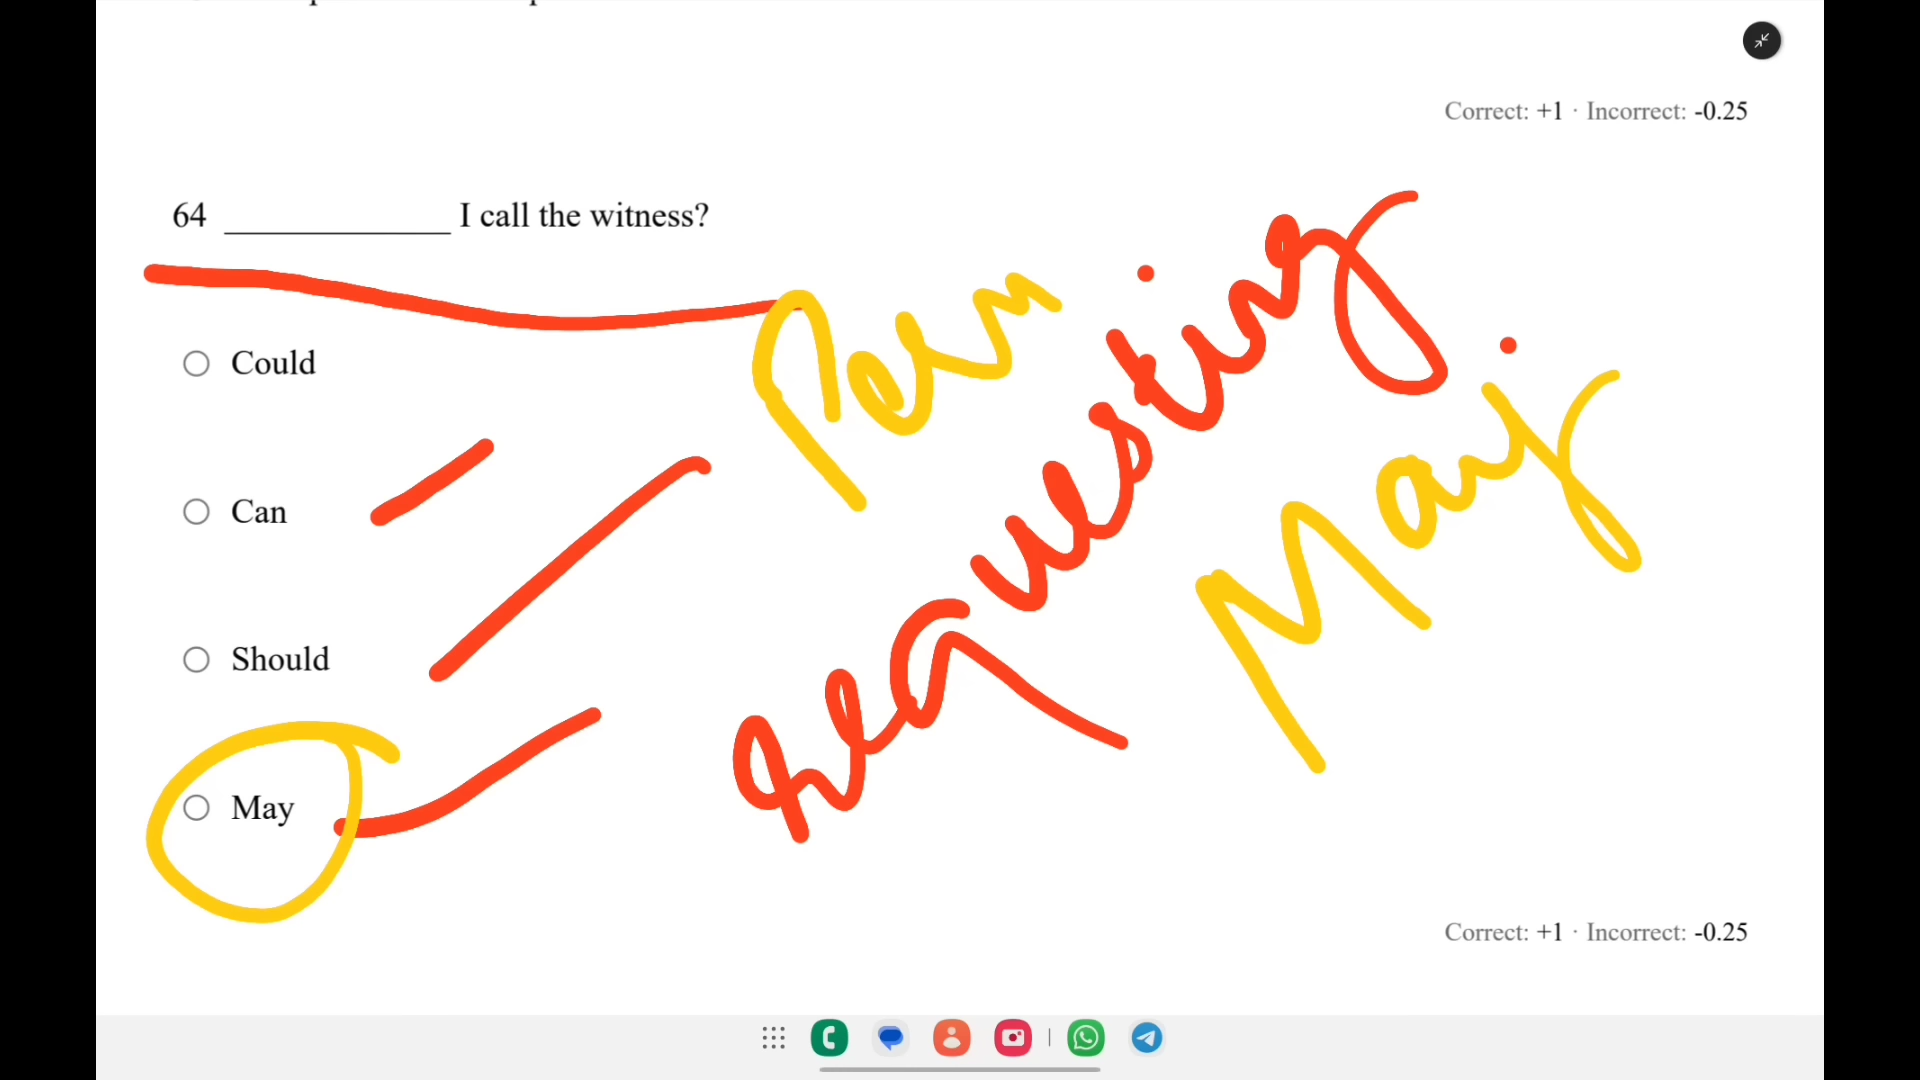 Correct: +1 · Incorrect: -0.25
64 ______________ I call the witness?
Could
Can
Should
May
Per
requesting
May
Correct: +1 · Incorrect: -0.25